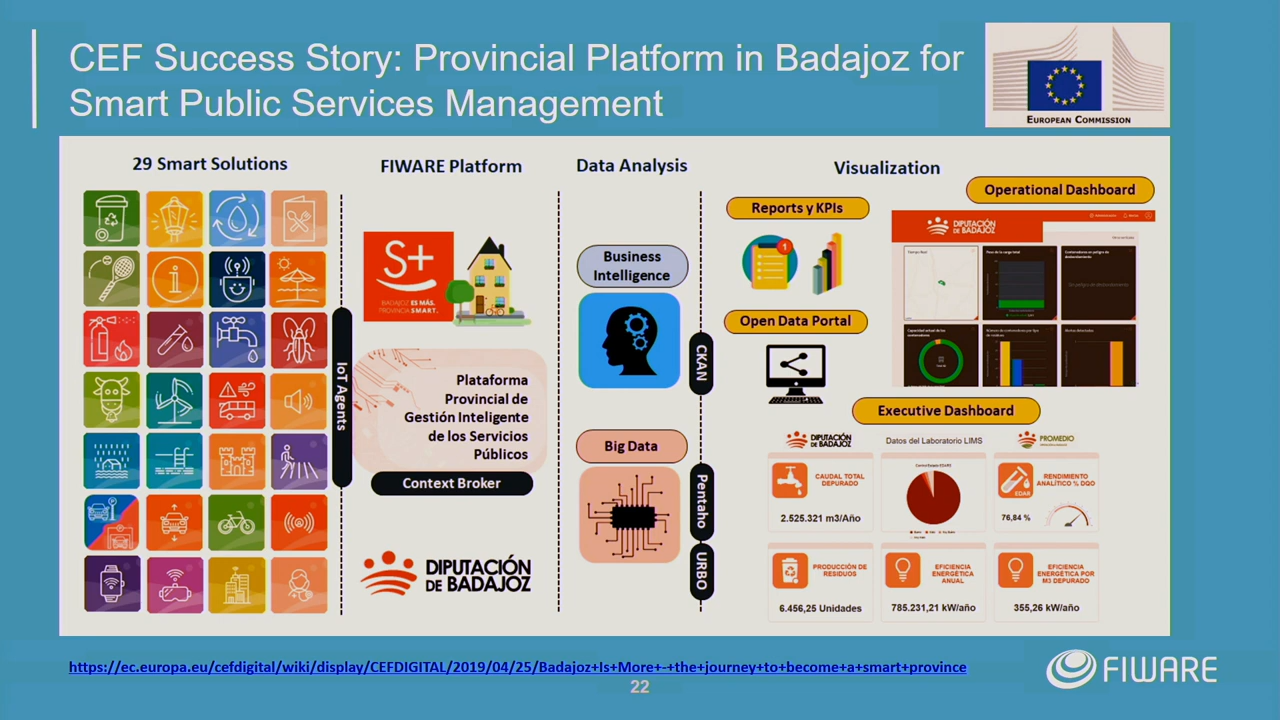 CEF Success Story: Provincial Platform in Badajoz for
Smart Public Services Management
EUROPEAN COMMISSION
29 Smart Solutions
FIWARE Platform
Data Analysis
Visualization
IoT Agents
S+
BADAJOZ ES MÁS.
PROVINCIA SMART.
Plataforma
Provincial de
Gestión Inteligente
de los Servicios
Públicos
Context Broker
DIPUTACIÓN
DE BADAJOZ
Business
Intelligence
Big Data
CKAN
Pentaho
URBO
Reports y KPIs
1
Open Data Portal
Operational Dashboard
DIPUTACIÓN
DE BADAJOZ
Executive Dashboard
DIPUTACIÓN
DE BADAJOZ
Datos del Laboratorio LIMS
PROMEDIO
CAUDAL TOTAL
DEPURADO
2.525.321 m3/Año
EDAR
RENDIMIENTO
ANALÍTICO % DQO
76,84 %
PRODUCCIÓN DE
RESIDUOS
6.456,25 Unidades
EFICIENCIA
ENERGÉTICA
ANUAL
785.231,21 kW/año
EFICIENCIA
ENERGÉTICA POR
M3 DEPURADO
355,26 kW/año
https://ec.europa.eu/cefdigital/wiki/display/CEFDIGITAL/2019/04/25/Badajoz+Is+More+-+the+journey+to+become+a+smart+province
22
FIWARE